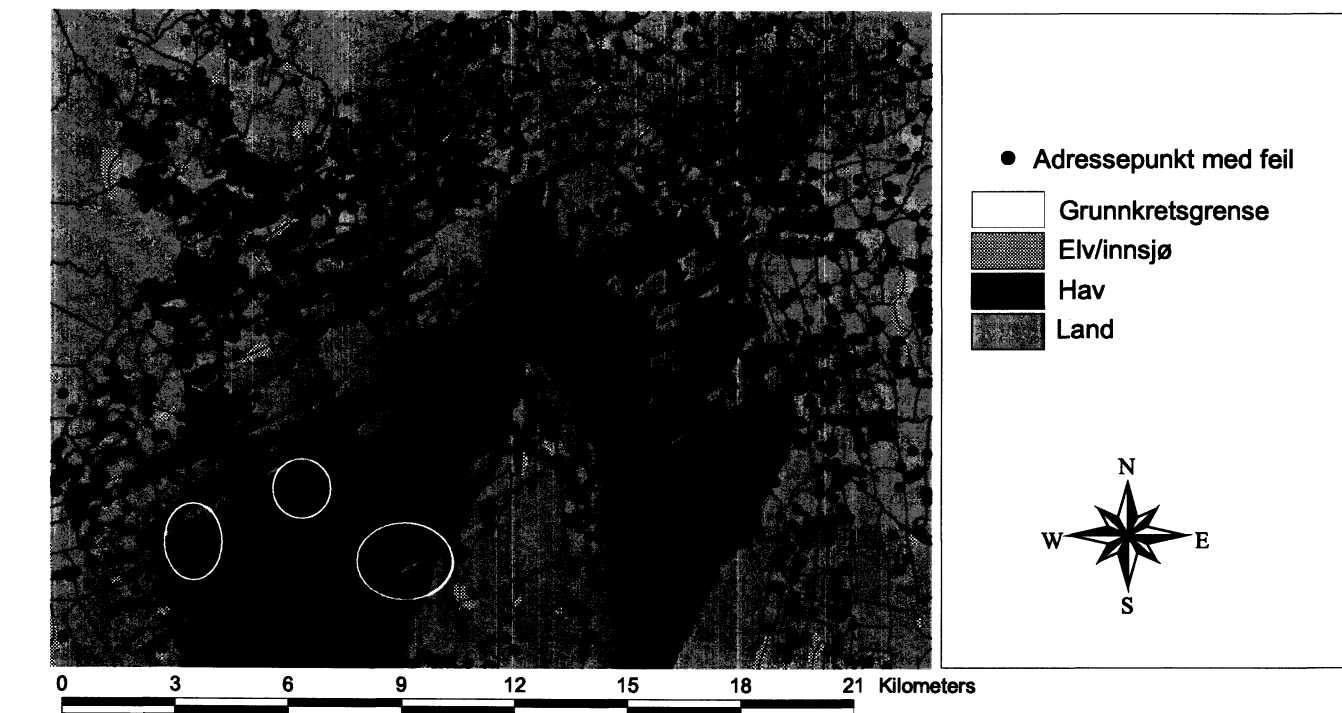 Adressepunkt med feil
Grunnkretsgrense
Elv/innsjø
Hav
Land
N
W E
S
0 3 6 9 12 15 18 21 Kilometers